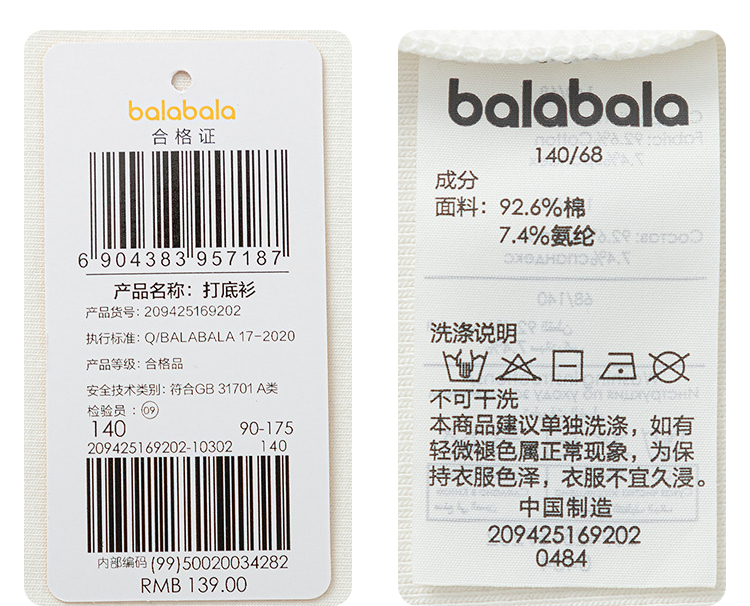 balabala
合格证
6 904383 957187
产品名称：打底衫
产品货号：209425169202
执行标准：Q/BALABALA 17-2020
产品等级：合格品
安全技术类别：符合GB 31701 A类
检验员：09
140 90-175
209425169202-10302 140
内部编码 (99)50020034282
RMB 139.00
balabala
140/68
成分
面料：92.6%棉
7.4%氨纶
洗涤说明
不可干洗
本商品建议单独洗涤，如有
轻微褪色属正常现象，为保
持衣服色泽，衣服不宜久浸。
中国制造
209425169202
0484